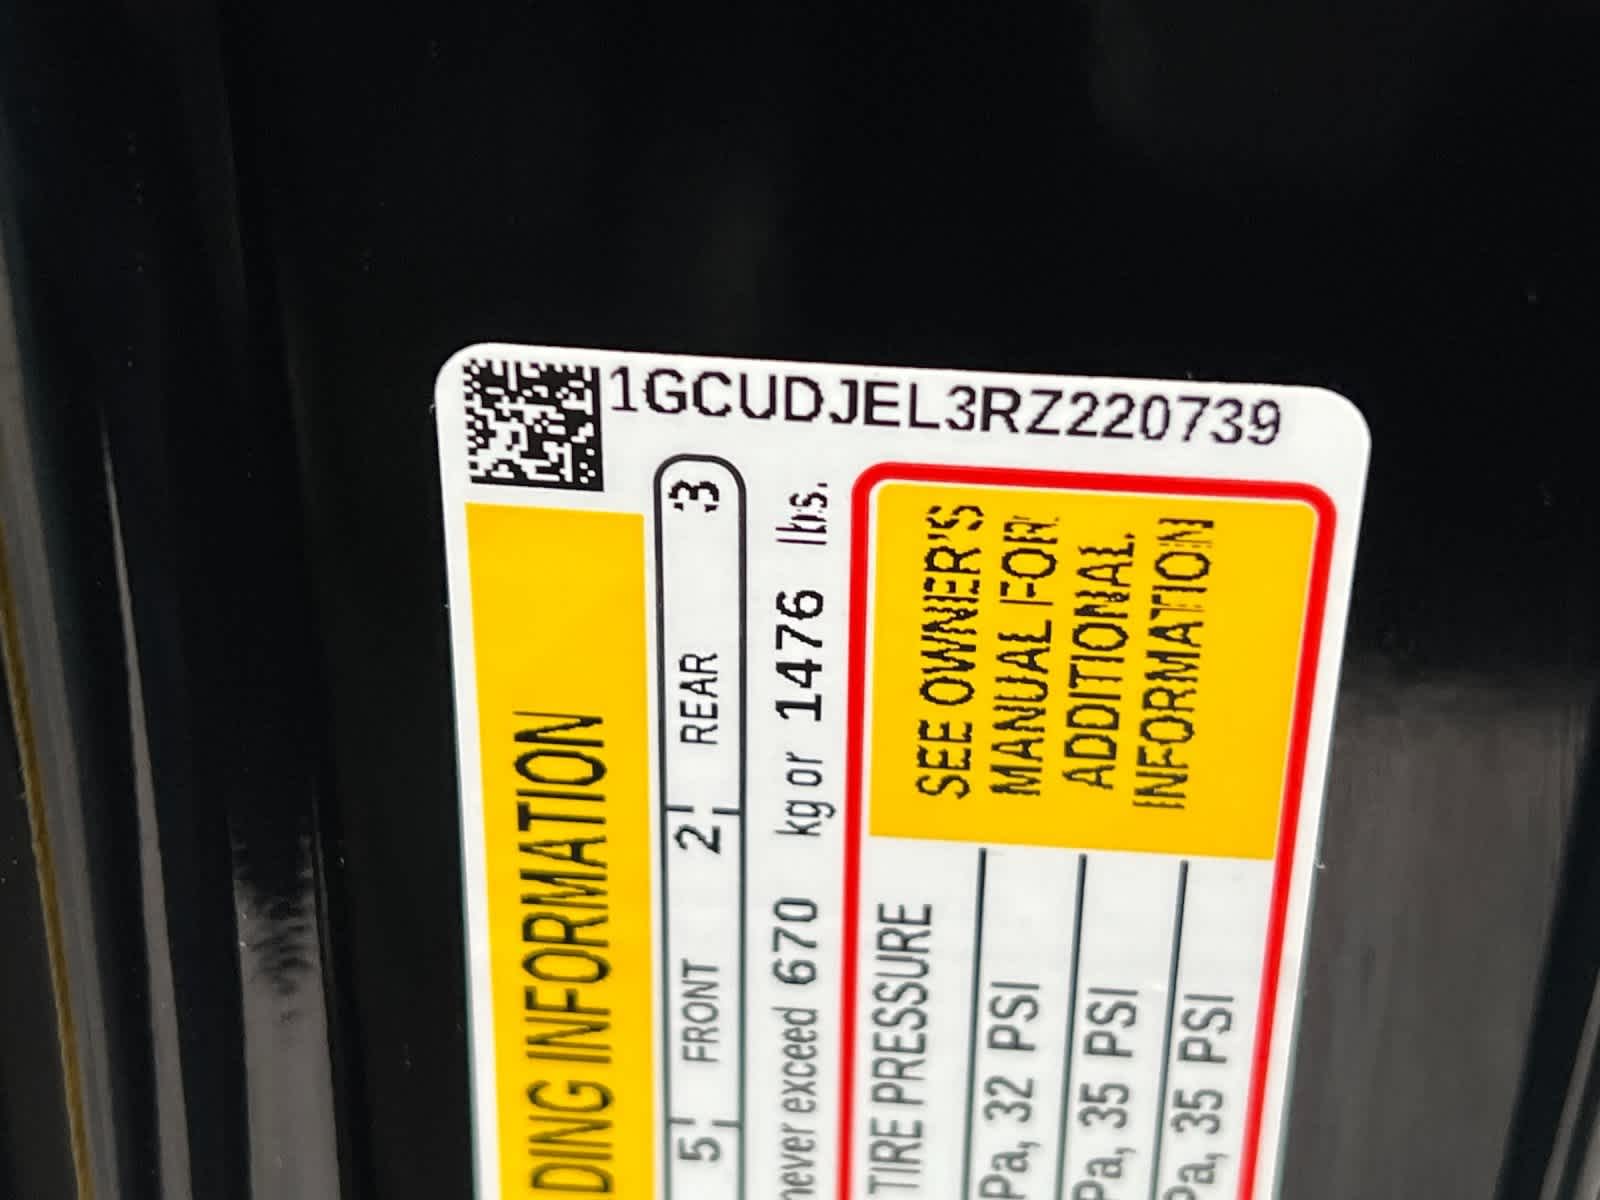 1GCUDJEL3RZ220739
DING INFORMATION
5 FRONT 2 REAR 3
never exceed 670 kg or 1476 lbs.
TIRE PRESSURE
SEE OWNER'S
MANUAL FOR
ADDITIONAL
INFORMATION
Pa, 32 PSI
Pa, 35 PSI
Pa, 35 PSI